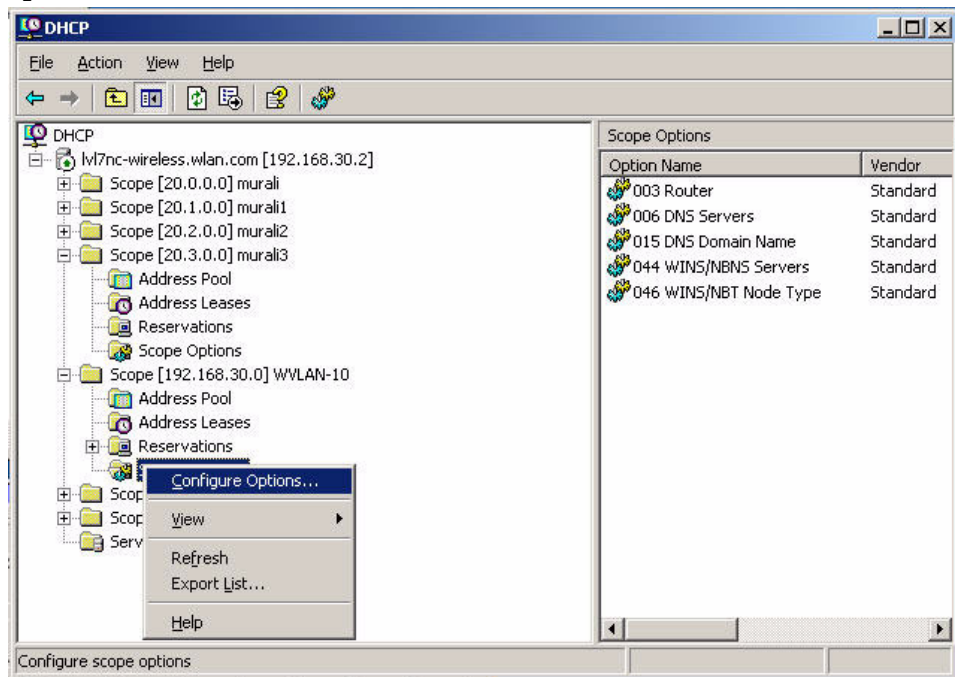 DHCP
File Action View Help
DHCP
lvl7nc-wireless.wlan.com [192.168.30.2]
Scope [20.0.0.0] murali
Scope [20.1.0.0] murali1
Scope [20.2.0.0] murali2
Scope [20.3.0.0] murali3
Address Pool
Address Leases
Reservations
Scope Options
Scope [192.168.30.0] WVLAN-10
Address Pool
Address Leases
Reservations
Scop
Scop
Serv
Configure Options...
View
Refresh
Export List...
Help
Scope Options
Option Name Vendor
003 Router Standard
006 DNS Servers Standard
015 DNS Domain Name Standard
044 WINS/NBNS Servers Standard
046 WINS/NBT Node Type Standard
Configure scope options